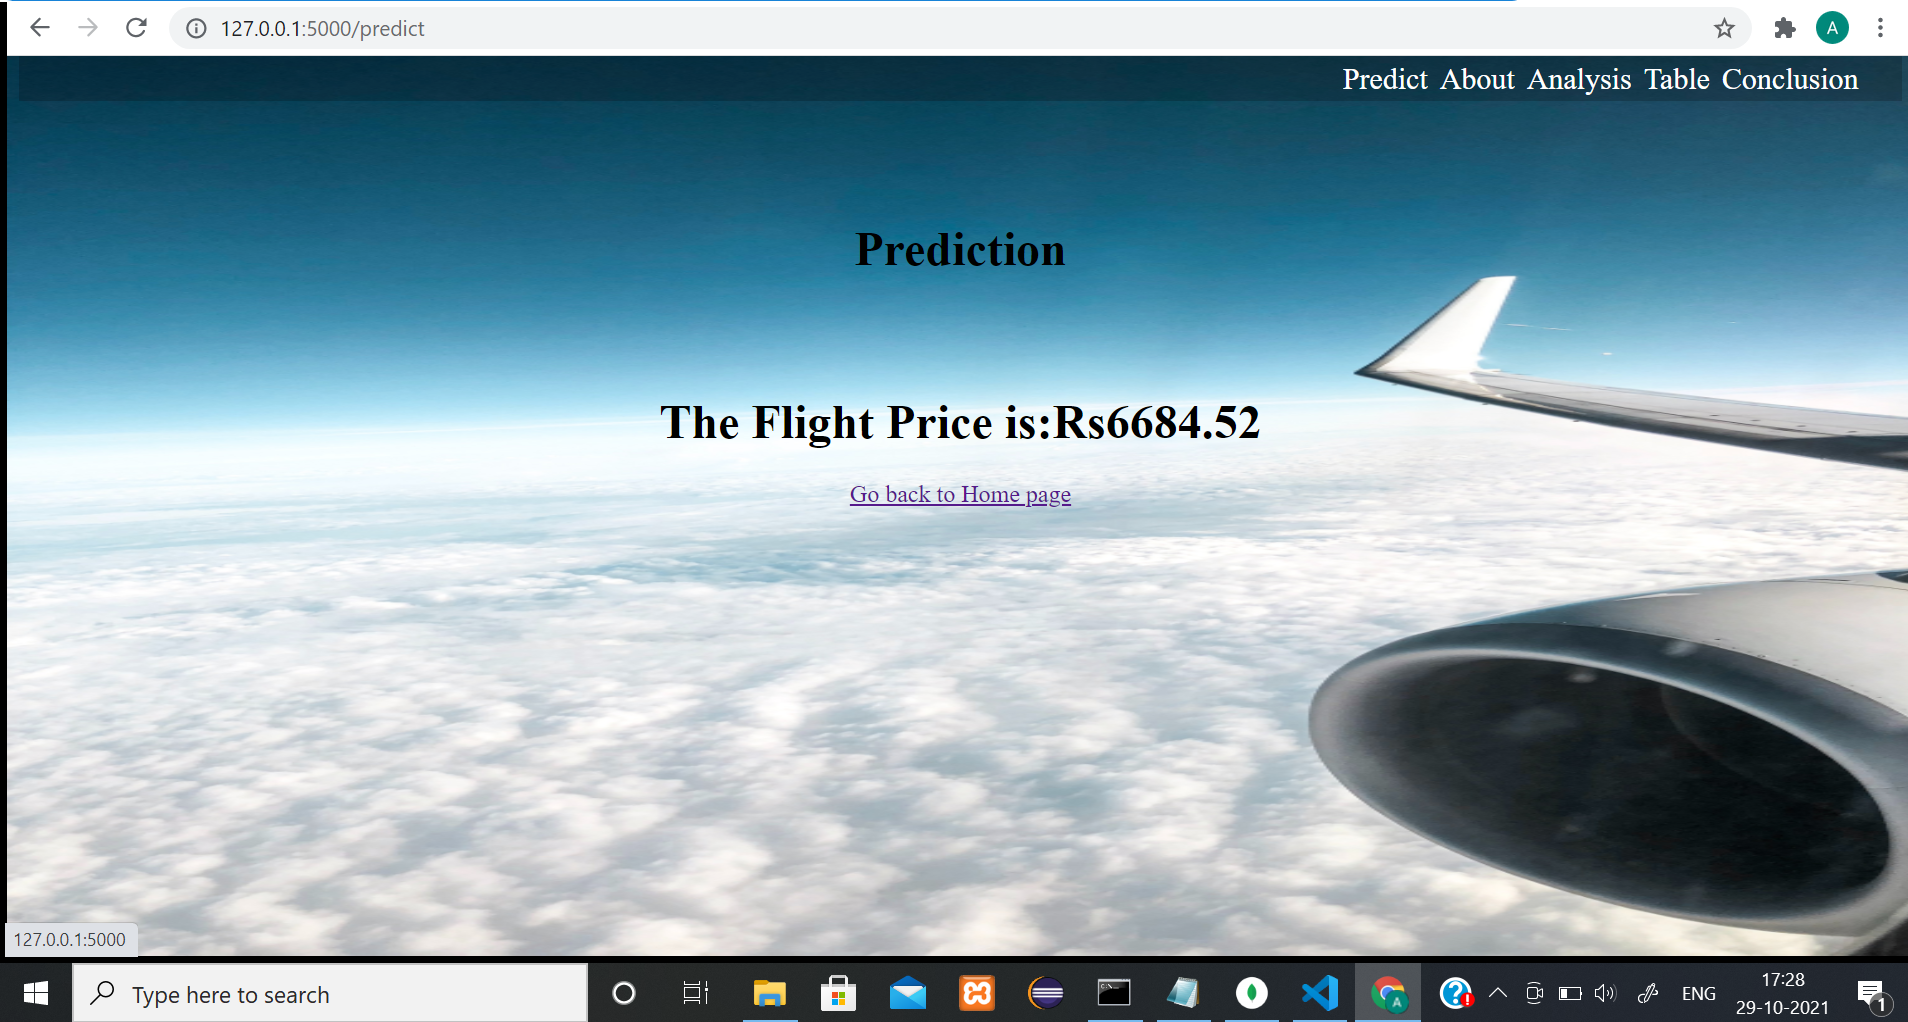 127.0.0.1:5000/predict
A
Predict About Analysis Table Conclusion
Prediction
The Flight Price is:Rs6684.52
Go back to Home page
127.0.0.1:5000
Type here to search
A
ENG
17:28
29-10-2021
1